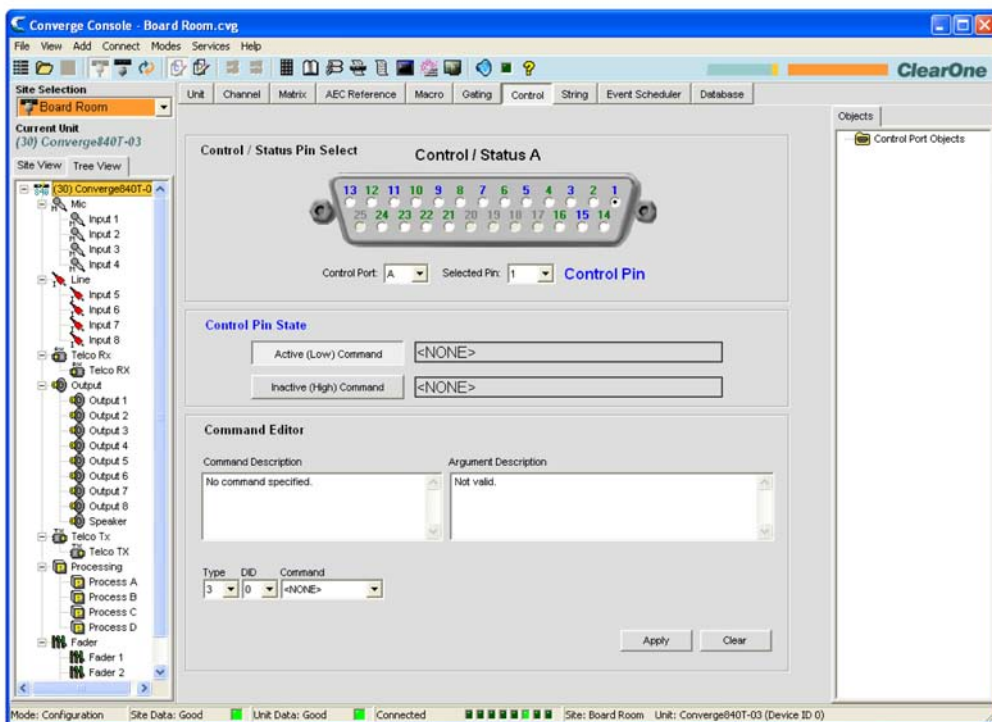 Converge Console - Board Room.cvg
File View Add Connect Modes Services Help
ClearOne
Site Selection
Board Room
Current Unit
(30) Converge840T-03
Site View Tree View
(30) Converge840T-0
Mic
Input 1
Input 2
Input 3
Input 4
Line
Input 5
Input 6
Input 7
Input 8
Telco Rx
Telco RX
Output
Output 1
Output 2
Output 3
Output 4
Output 5
Output 6
Output 7
Output 8
Speaker
Telco Tx
Telco TX
Processing
Process A
Process B
Process C
Process D
Fader
Fader 1
Fader 2
Unit Channel Matrix AEC Reference Macro Gating Control String Event Scheduler Database
Control / Status Pin Select
Control / Status A
13 12 11 10 9 8 7 6 5 4 3 2 1
25 24 23 22 21 20 19 18 17 16 15 14
Control Port: A Selected Pin: 1 Control Pin
Control Pin State
Active (Low) Command <NONE>
Inactive (High) Command <NONE>
Command Editor
Command Description Argument Description
No command specified. Not valid.
Type DID Command
3 0 <NONE>
Apply Clear
Objects
Control Port Objects
Mode: Configuration Site Data: Good Unit Data: Good Connected Site: Board Room Unit: Converge840T-03 (Device ID 0)